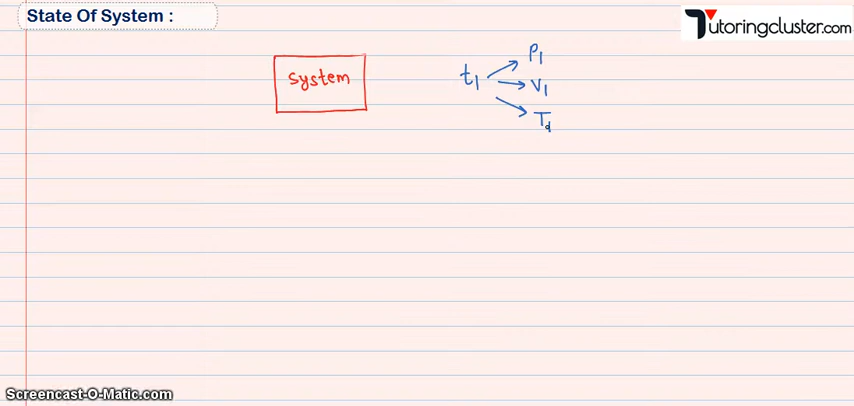 State Of System :
Tutoringcluster.com
system
t1
P1
V1
T1
Screencast-O-Matic.com